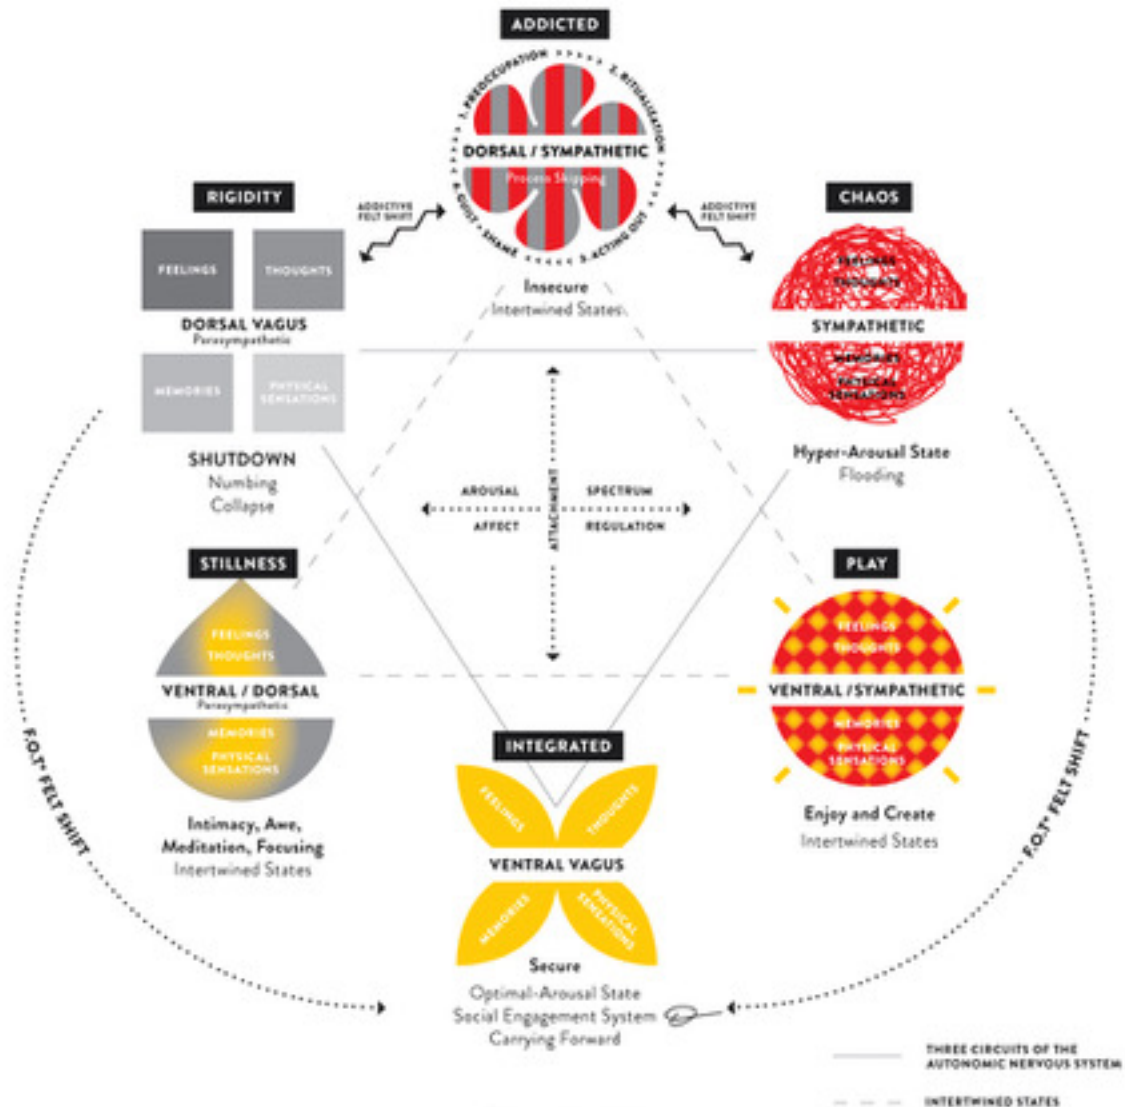 ADDICTED
1. PREOCCUPATION
2. RITUALIZATION
3. ACTING OUT
4. GUILT + SHAME
DORSAL / SYMPATHETIC
Process Skipping
Insecure
Intertwined States
ADDICTIVE
FELT SHIFT
ADDICTIVE
FELT SHIFT
RIGIDITY
FEELINGS
THOUGHTS
DORSAL VAGUS
Parasympathetic
MEMORIES
PHYSICAL
SENSATIONS
SHUTDOWN
Numbing
Collapse
CHAOS
FEELINGS
THOUGHTS
SYMPATHETIC
MEMORIES
PHYSICAL
SENSATIONS
Hyper-Arousal State
Flooding
AROUSAL
SPECTRUM
AFFECT
REGULATION
ATTACHMENT
STILLNESS
FEELINGS
THOUGHTS
VENTRAL / DORSAL
Parasympathetic
MEMORIES
PHYSICAL
SENSATIONS
Intimacy, Awe,
Meditation, Focusing
Intertwined States
PLAY
FEELINGS
THOUGHTS
VENTRAL / SYMPATHETIC
MEMORIES
PHYSICAL
SENSATIONS
Enjoy and Create
Intertwined States
F.O.T* FELT SHIFT
F.O.T* FELT SHIFT
INTEGRATED
FEELINGS
THOUGHTS
VENTRAL VAGUS
MEMORIES
PHYSICAL
SENSATIONS
Secure
Optimal-Arousal State
Social Engagement System
Carrying Forward
THREE CIRCUITS OF THE
AUTONOMIC NERVOUS SYSTEM
INTERTWINED STATES